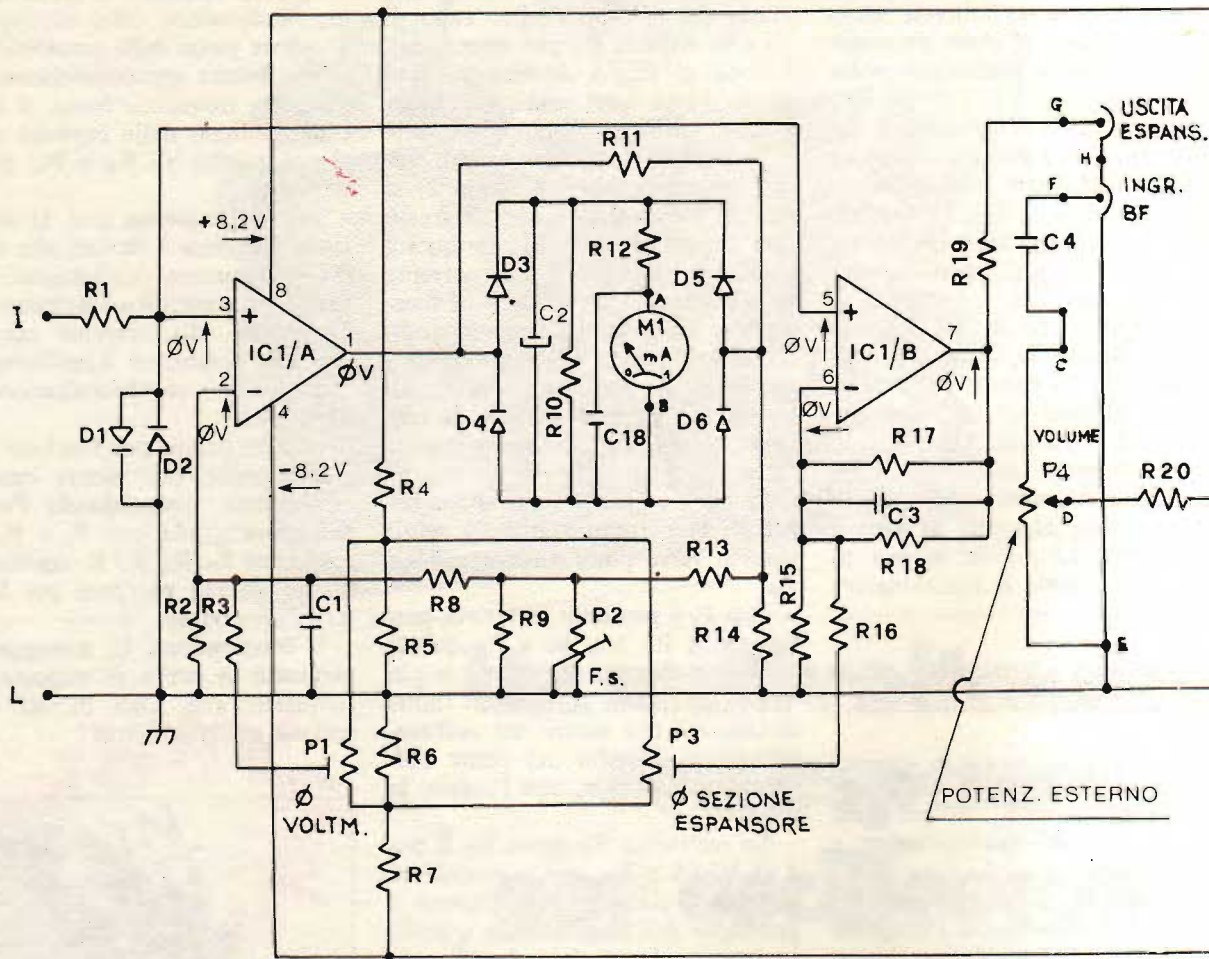 G
USCITA
ESPANS.
H
F
INGR.
BF
R11
+8.2V
R12
C4
R19
D3
D5
R1
8
A
I
3
+
5
+
C2
M1
mA
0 1
IC1/A
1
ØV
ØV
IC1/B
7
C
2
-
ØV
6
-
ØV
ØV
4
R10
B
D4
D6
C18
D1
D2
R17
VOLUME
P4
-8.2V
C3
D
R20
R4
R18
R13
R15
R8
R16
R2
R3
C1
R9
P2
R14
R5
E
F.s.
L
P1
R6
P3
Ø
VOLTM.
Ø SEZIONE
ESPANSORE
POTENZ. ESTERNO
R7